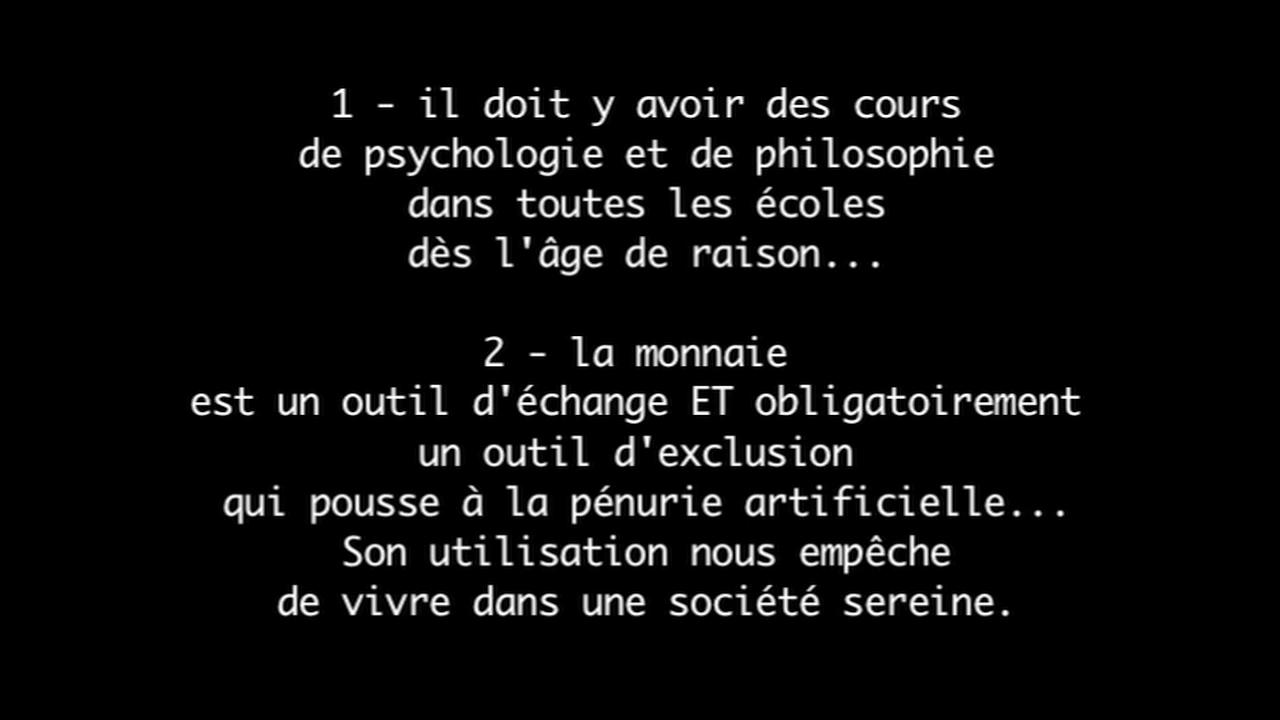 1 - il doit y avoir des cours
de psychologie et de philosophie
dans toutes les écoles
dès l'âge de raison...
2 - la monnaie
est un outil d'échange ET obligatoirement
un outil d'exclusion
qui pousse à la pénurie artificielle...
Son utilisation nous empêche
de vivre dans une société sereine.